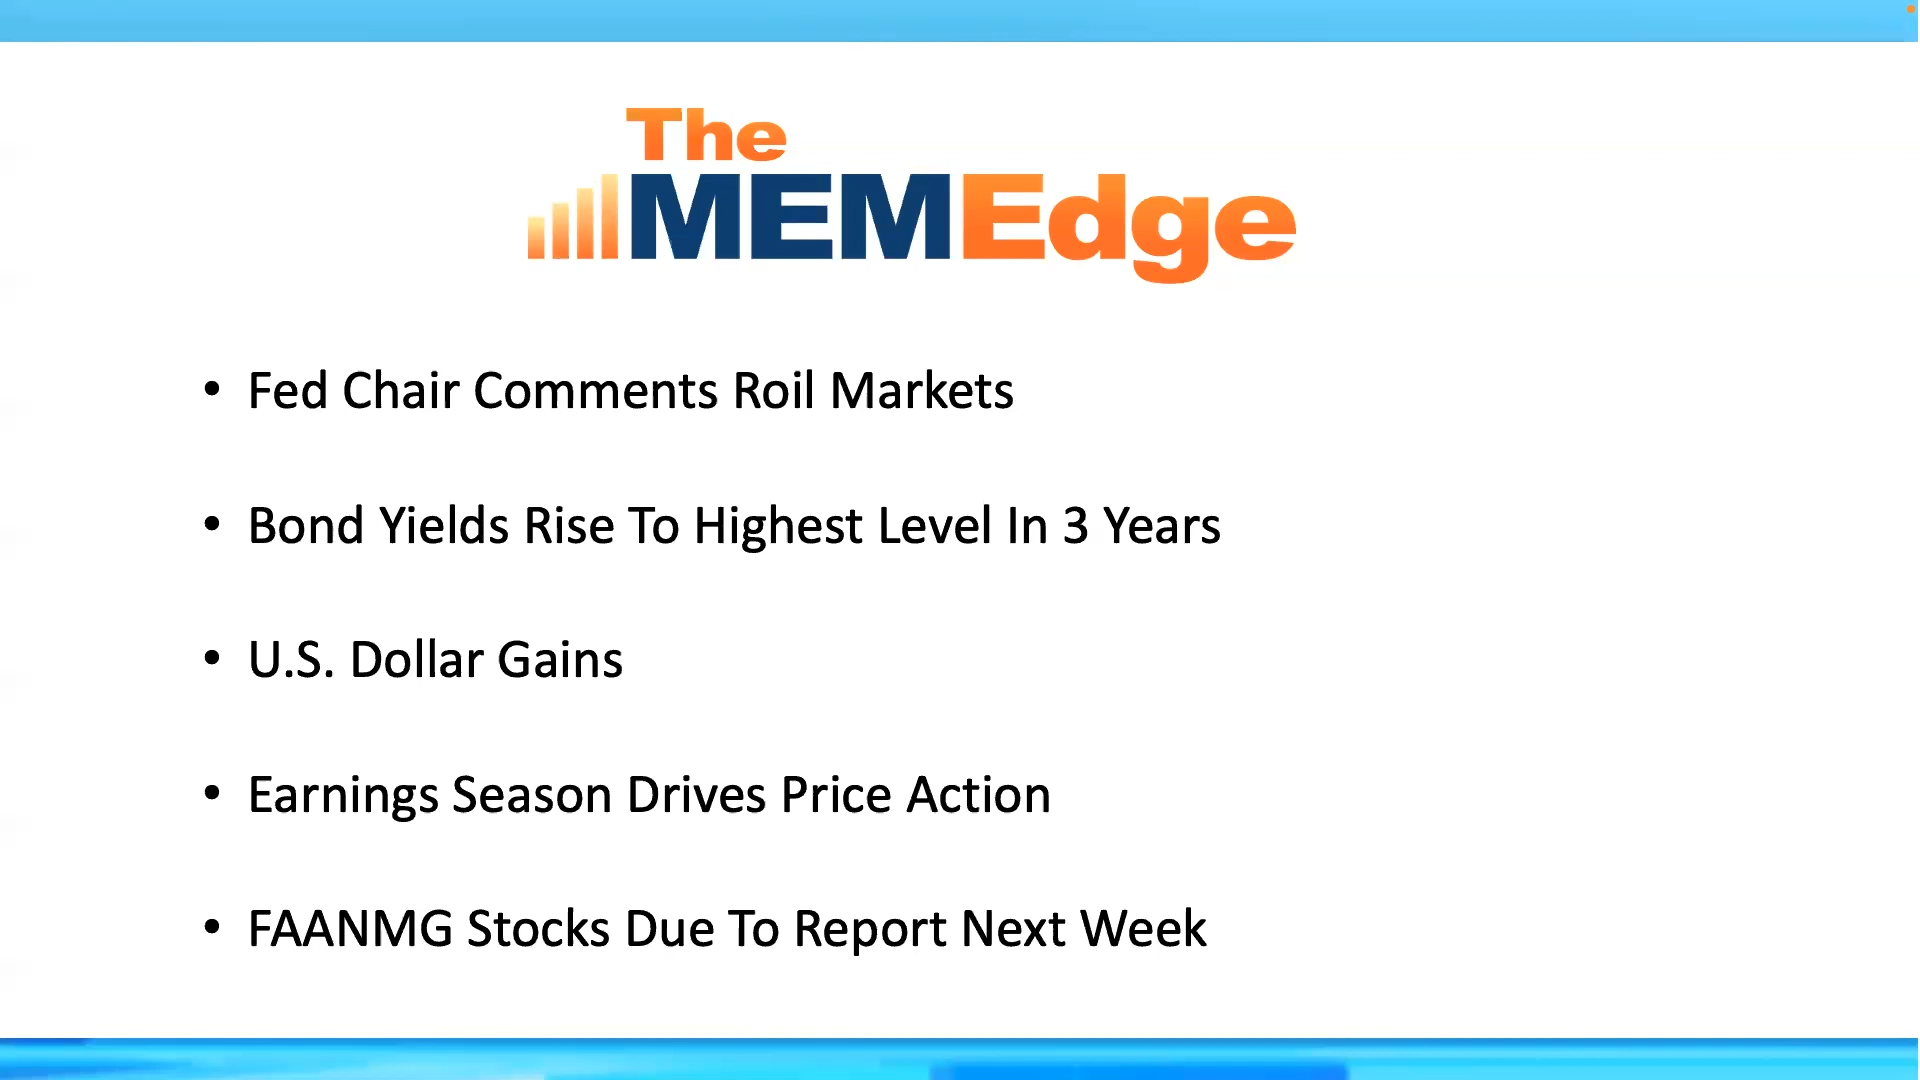 The
MEMEdge
• Fed Chair Comments Roil Markets
• Bond Yields Rise To Highest Level In 3 Years
• U.S. Dollar Gains
• Earnings Season Drives Price Action
• FAANMG Stocks Due To Report Next Week